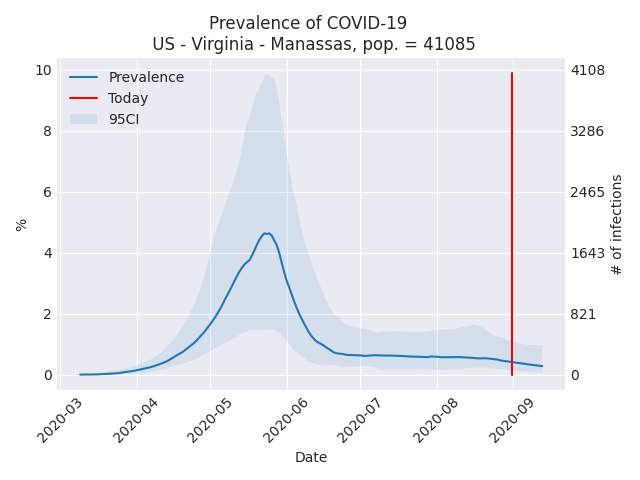 Prevalence of COVID-19
US - Virginia - Manassas, pop. = 41085
Prevalence
Today
95CI
10
8
6
4
2
0
%
4108
3286
2465
1643
821
0
# of infections
2020-03
2020-04
2020-05
2020-06
2020-07
2020-08
2020-09
Date